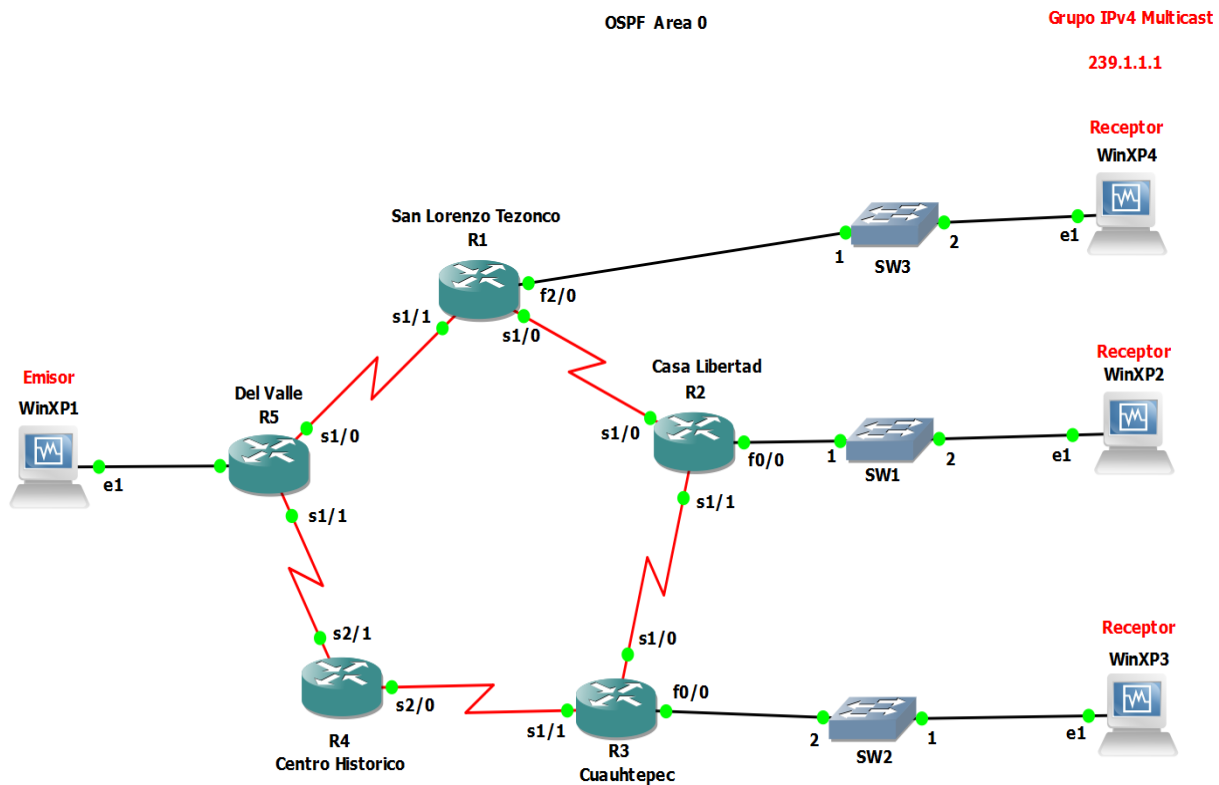 OSPF Area 0
Grupo IPv4 Multicast
239.1.1.1
Receptor
WinXP4
e1
2
SW3
1
San Lorenzo Tezonco
R1
f2/0
s1/1
s1/0
Casa Libertad
R2
s1/0
f0/0
1
SW1
2
e1
Receptor
WinXP2
s1/1
Emisor
WinXP1
e1
Del Valle
R5
s1/0
s1/1
s2/1
s2/0
R4
Centro Historico
s1/0
f0/0
s1/1
R3
Cuauhtepec
2
SW2
1
e1
Receptor
WinXP3